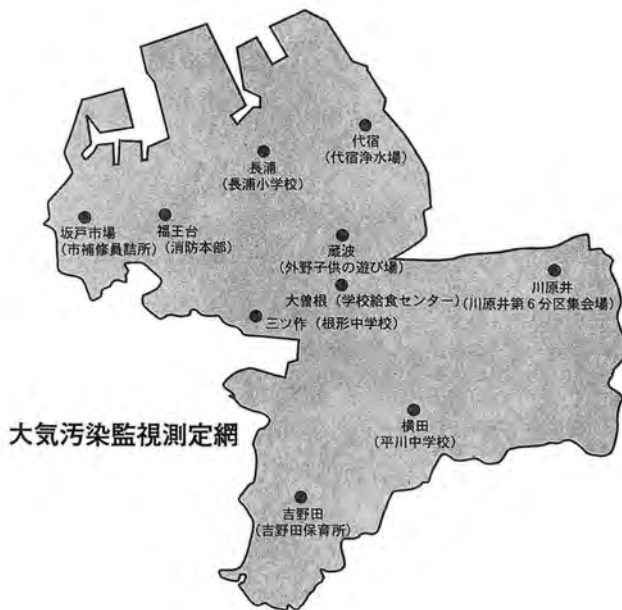 代宿
(代宿浄水場)
長浦
(長浦小学校)
坂戸市場
(市補修員詰所)
福王台
(消防本部)
蔵波
(外野子供の遊び場)
大曽根(学校給食センター)
川原井
(川原井第6分区集会場)
三ツ作(根形中学校)
大気汚染監視測定網
横田
(平川中学校)
吉野田
(吉野田保育所)